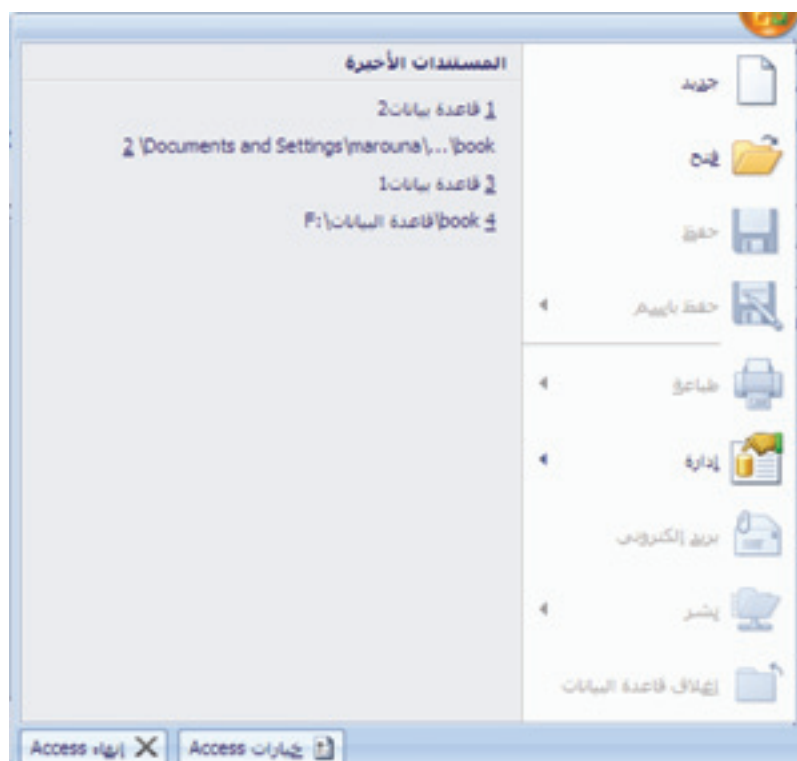 جديد
فتح
حفظ
حفظ باسم
طباعة
إدارة
بريد إلكتروني
نشر
إغلاق قاعدة البيانات
المستندات الأخيرة
1 قاعدة بيانات2
2 \Documents and Settings\marouna\...\book
3 قاعدة بيانات1
4 F:\قاعدة البيانات\book
خيارات Access
إنهاء Access